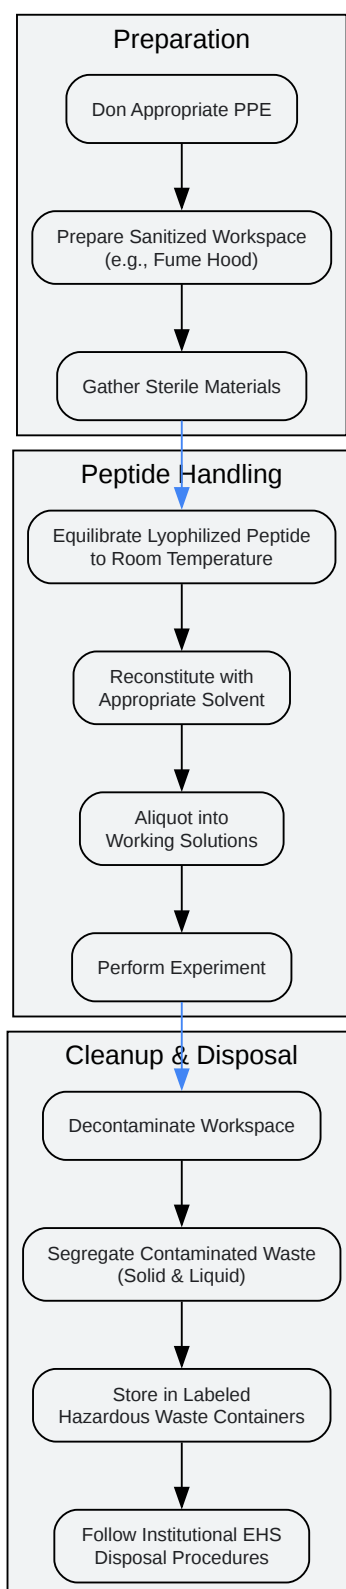 Preparation
Don Appropriate PPE
Prepare Sanitized Workspace
(e.g., Fume Hood)
Gather Sterile Materials
Peptide Handling
Equilibrate Lyophilized Peptide
to Room Temperature
Reconstitute with
Appropriate Solvent
Aliquot into
Working Solutions
Perform Experiment
Cleanup & Disposal
Decontaminate Workspace
Segregate Contaminated Waste
(Solid & Liquid)
Store in Labeled
Hazardous Waste Containers
Follow Institutional EHS
Disposal Procedures